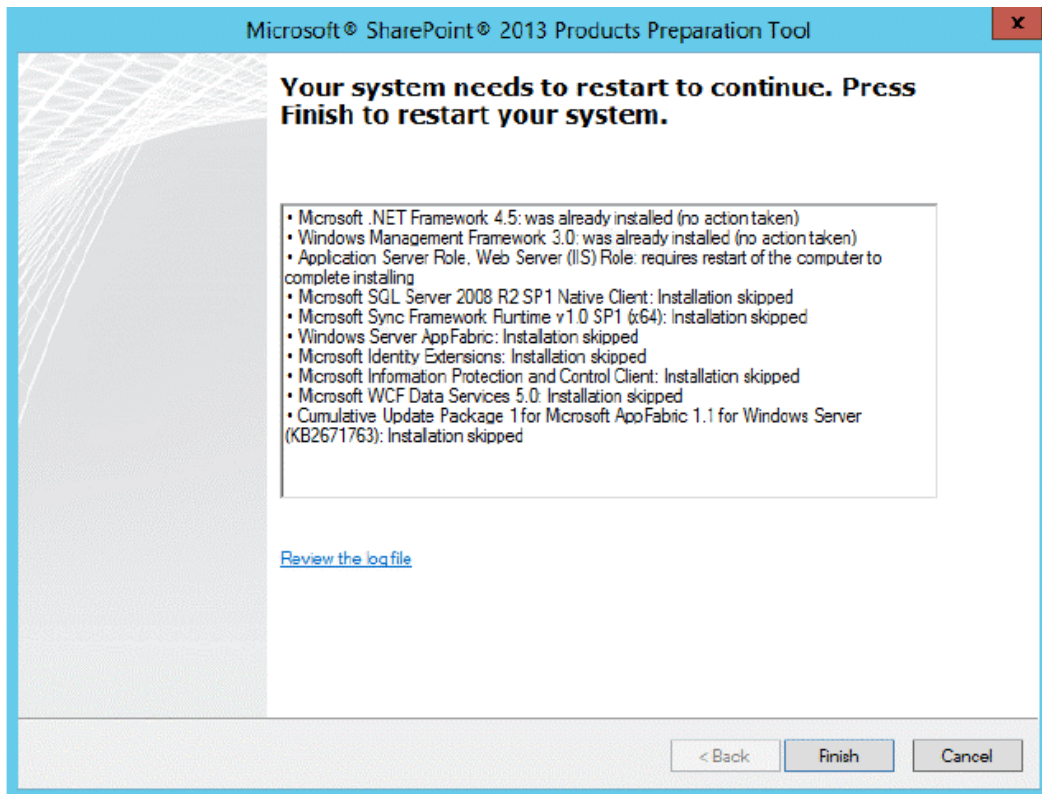 Microsoft® SharePoint® 2013 Products Preparation Tool
x
Your system needs to restart to continue. Press
Finish to restart your system.
• Microsoft .NET Framework 4.5: was already installed (no action taken)
• Windows Management Framework 3.0: was already installed (no action taken)
• Application Server Role, Web Server (IIS) Role: requires restart of the computer to
complete installing
• Microsoft SQL Server 2008 R2 SP1 Native Client: Installation skipped
• Microsoft Sync Framework Runtime v1.0 SP1 (x64): Installation skipped
• Windows Server AppFabric: Installation skipped
• Microsoft Identity Extensions: Installation skipped
• Microsoft Information Protection and Control Client: Installation skipped
• Microsoft WCF Data Services 5.0: Installation skipped
• Cumulative Update Package 1 for Microsoft AppFabric 1.1 for Windows Server
(KB2671763): Installation skipped
Review the log file
< Back Finish Cancel